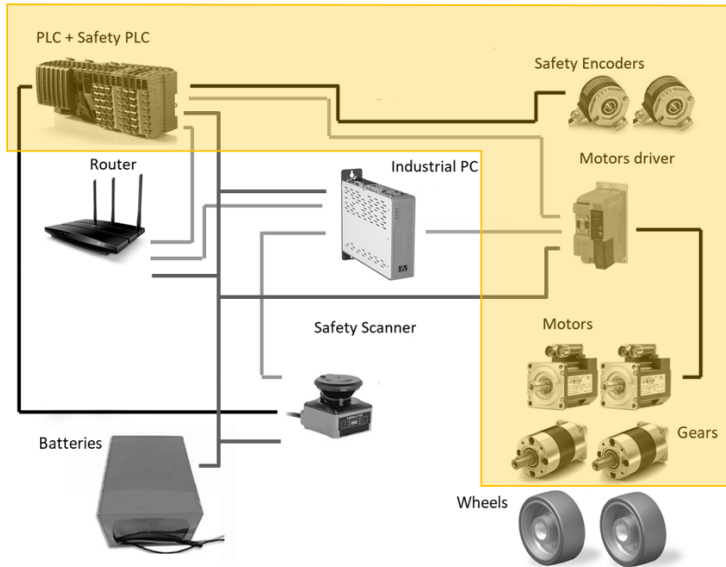 PLC + Safety PLC
Safety Encoders
Router
Industrial PC
Motors driver
Safety Scanner
Motors
Batteries
Gears
Wheels